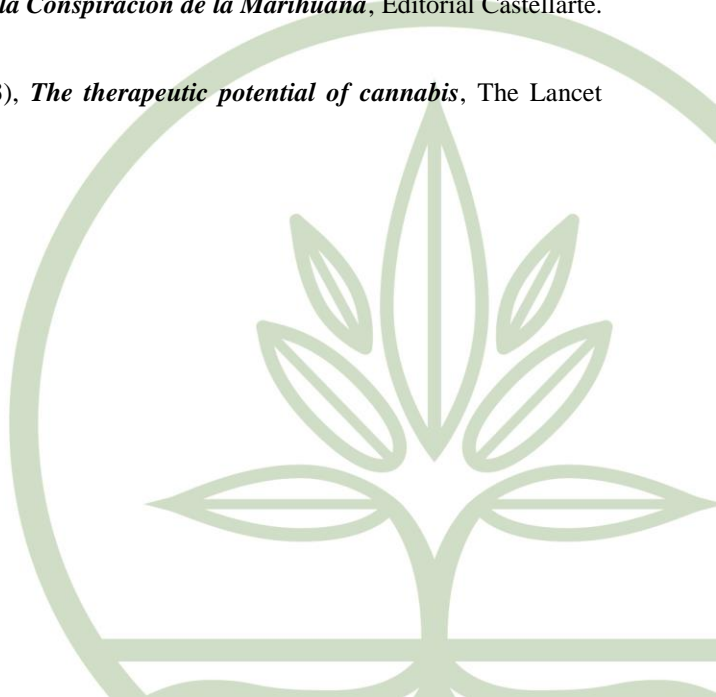 la Conspiración de la Marihuana, Editorial Castellarte.
), The therapeutic potential of cannabis, The Lancet